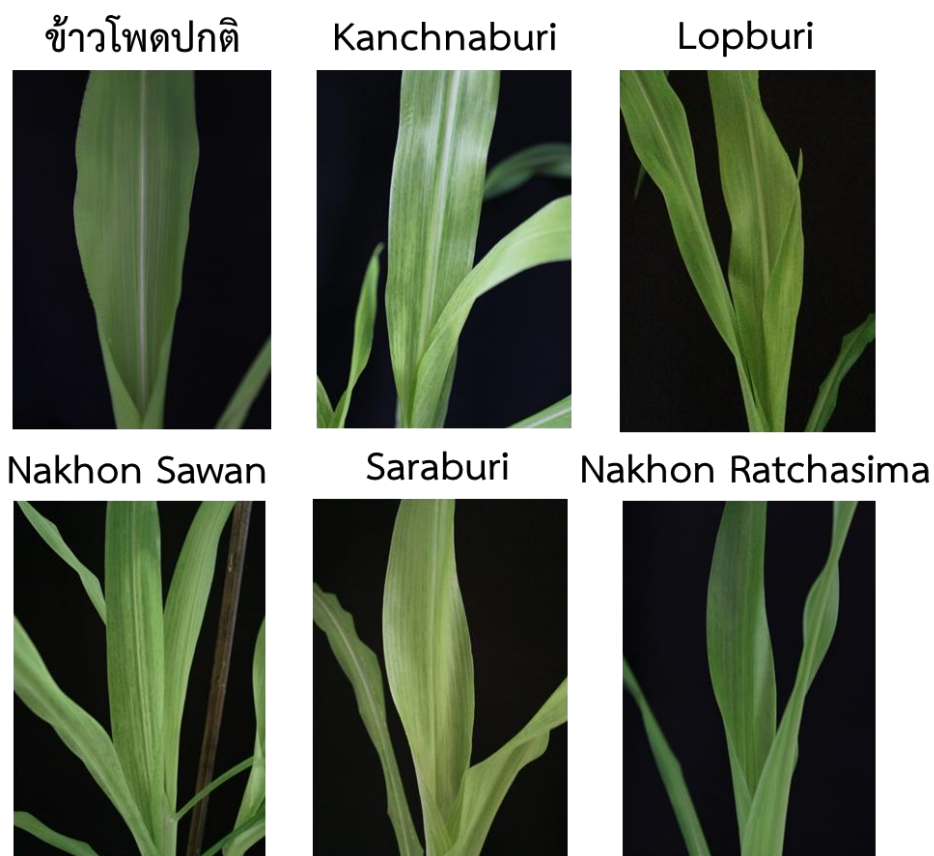 ข้าวโพดปกติ
Kanchnaburi
Lopburi
Nakhon Sawan
Saraburi
Nakhon Ratchasima